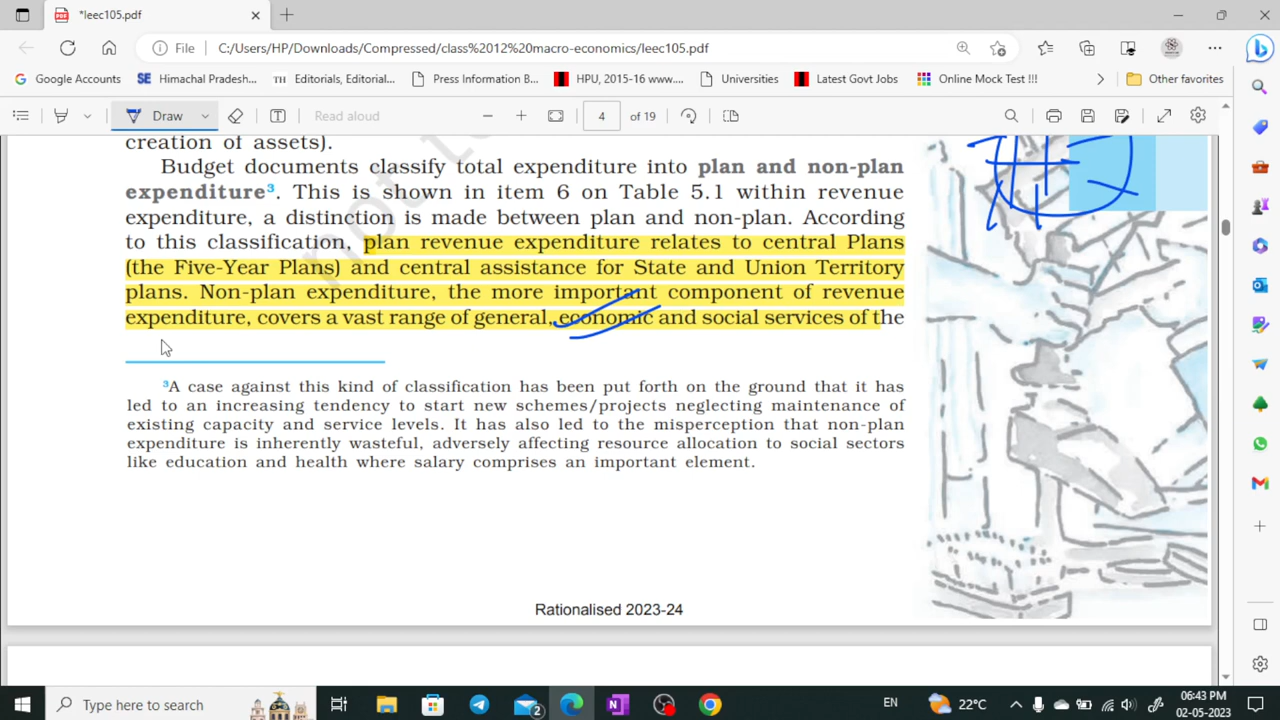 *leec105.pdf
File C:/Users/HP/Downloads/Compressed/class%2012%20macro-economics/leec105.pdf
Google Accounts SE Himachal Pradesh... TH Editorials, Editorial... Press Information B... HPU, 2015-16 www.... Universities Latest Govt Jobs Online Mock Test !!! Other favorites
Draw Read aloud 4 of 19
creation of assets).
Budget documents classify total expenditure into plan and non-plan
expenditure³. This is shown in item 6 on Table 5.1 within revenue
expenditure, a distinction is made between plan and non-plan. According
to this classification, plan revenue expenditure relates to central Plans
(the Five-Year Plans) and central assistance for State and Union Territory
plans. Non-plan expenditure, the more important component of revenue
expenditure, covers a vast range of general, economic and social services of the
³A case against this kind of classification has been put forth on the ground that it has
led to an increasing tendency to start new schemes/projects neglecting maintenance of
existing capacity and service levels. It has also led to the misperception that non-plan
expenditure is inherently wasteful, adversely affecting resource allocation to social sectors
like education and health where salary comprises an important element.
Rationalised 2023-24
Type here to search 2 EN 22°C 06:43 PM
02-05-2023